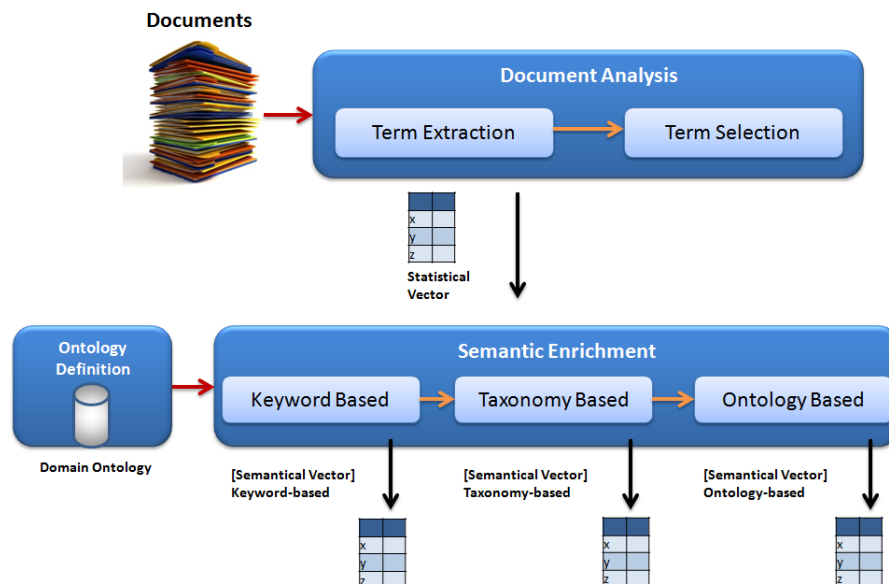 Documents
Document Analysis
Term Extraction
Term Selection
x
y
z
Statistical
Vector
Ontology
Definition
Domain Ontology
Semantic Enrichment
Keyword Based
Taxonomy Based
Ontology Based
[Semantical Vector]
Keyword-based
[Semantical Vector]
Taxonomy-based
[Semantical Vector]
Ontology-based
x
y
z
x
y
z
x
y
z